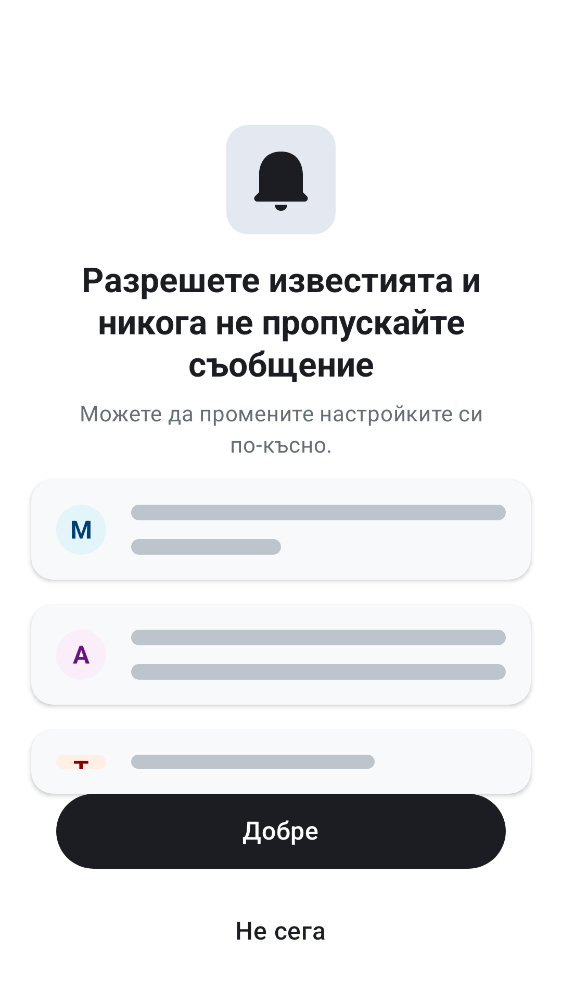 Разрешете известията и
никога не пропускайте
съобщение
Можете да промените настройките си
по-късно.
M
A
Добре
Не сега